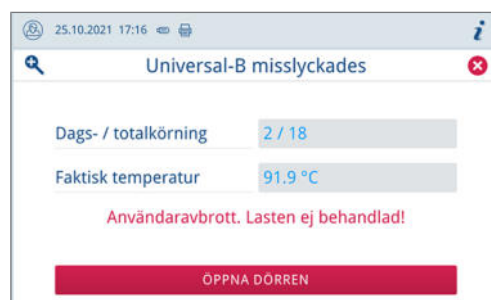 25.10.2021 17:16
Universal-B misslyckades
Dags- / totalkörning 2 / 18
Faktisk temperatur 91.9 °C
Användaravbrott. Lasten ej behandlad!
ÖPPNA DÖRREN